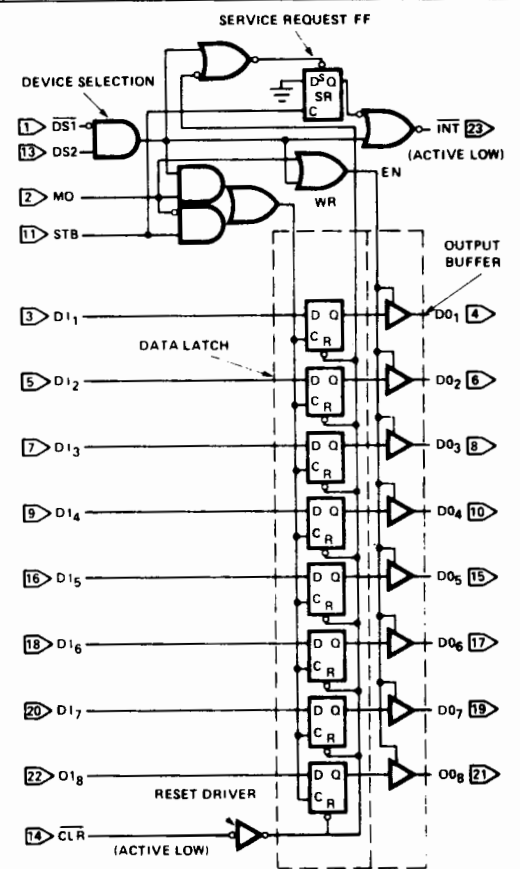 SERVICE REQUEST FF
DEVICE SELECTION
D S Q
SR
C
1 DS1
13 DS2
INT 23
(ACTIVE LOW)
2 MD
EN
WR
11 STB
OUTPUT
BUFFER
3 DI1 D Q C R DO1 4
DATA LATCH
5 DI2 D Q C R DO2 6
7 DI3 D Q C R DO3 8
9 DI4 D Q C R DO4 10
16 DI5 D Q C R DO5 15
18 DI6 D Q C R DO6 17
20 DI7 D Q C R DO7 19
22 DI8 D Q C R DO8 21
RESET DRIVER
14 CLR
(ACTIVE LOW)